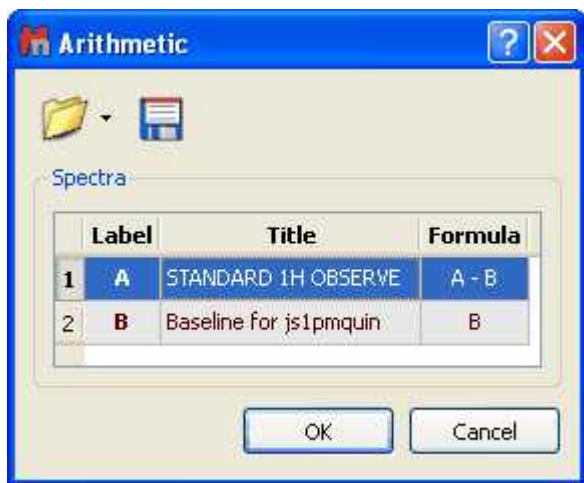 Arithmetic
Spectra
Label Title Formula
1 A STANDARD 1H OBSERVE A - B
2 B Baseline for js1pmquin B
OK Cancel